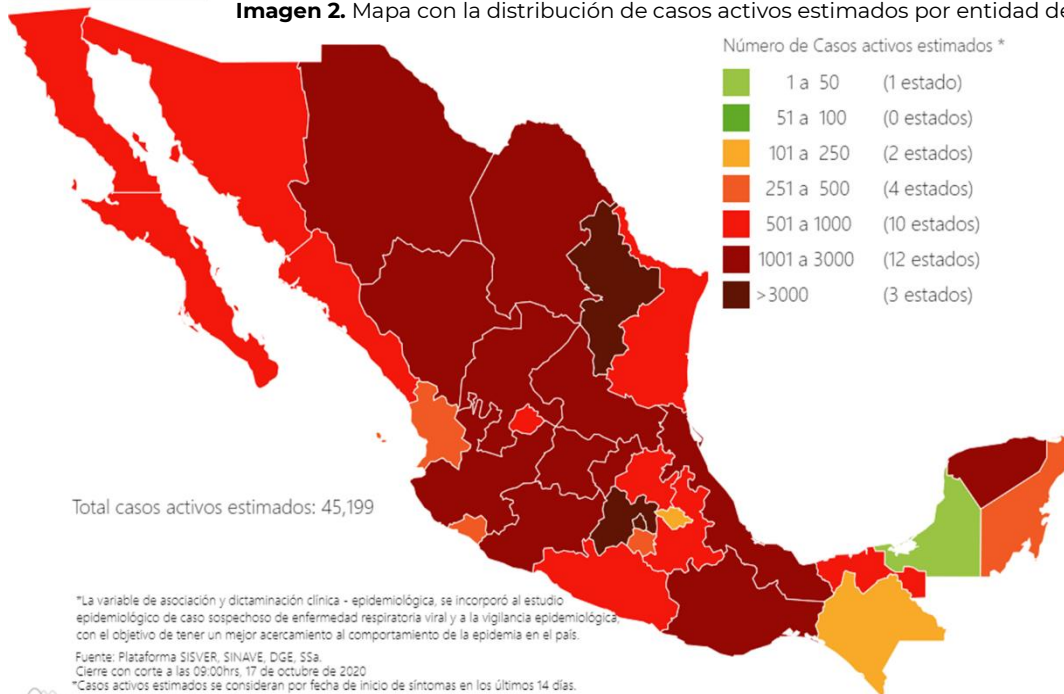 Imagen 2. Mapa con la distribución de casos activos estimados por entidad de
Número de Casos activos estimados *
1 a 50 (1 estado)
51 a 100 (0 estados)
101 a 250 (2 estados)
251 a 500 (4 estados)
501 a 1000 (10 estados)
1001 a 3000 (12 estados)
>3000 (3 estados)
Total casos activos estimados: 45,199
*La variable de asociación y dictaminación clínica - epidemiológica, se incorporó al estudio
epidemiológico de caso sospechoso de enfermedad respiratoria viral y a la vigilancia epidemiológica,
con el objetivo de tener un mejor acercamiento al comportamiento de la epidemia en el país.
Fuente: Plataforma SISVER, SINAVE, DGE, SSa.
Cierre con corte a las 09:00hrs, 17 de octubre de 2020
*Casos activos estimados se consideran por fecha de inicio de síntomas en los últimos 14 días.